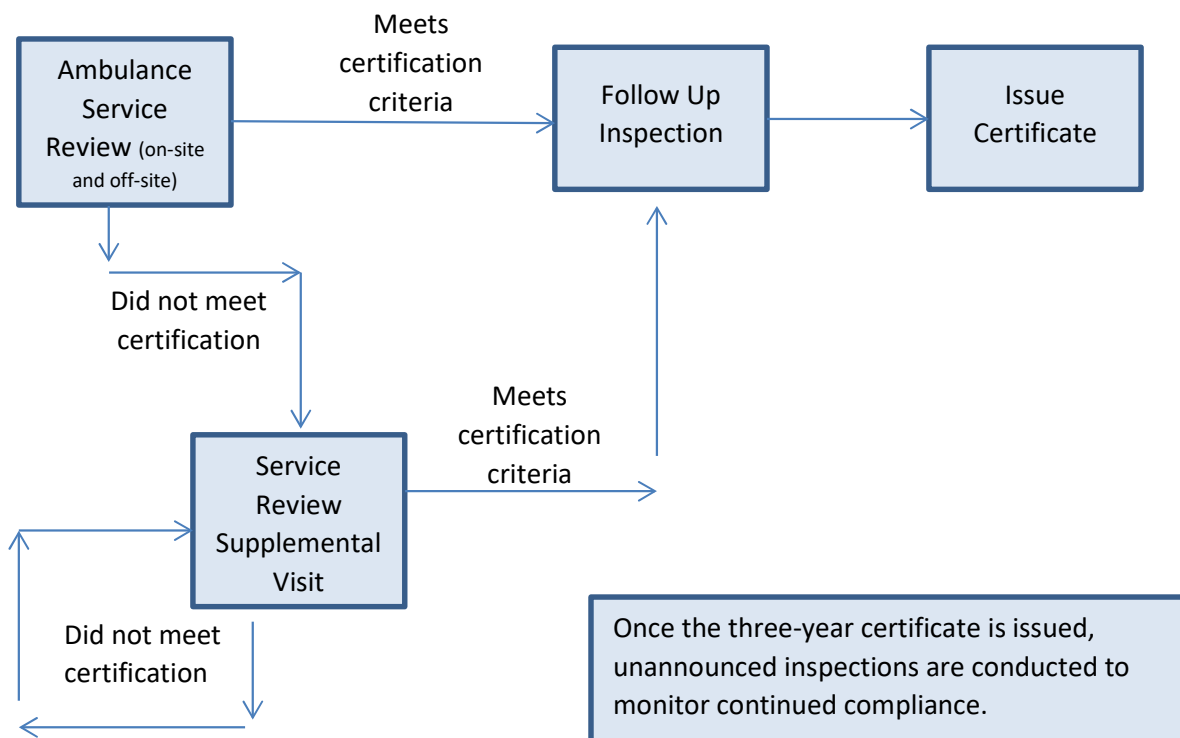 Ambulance
Service
Review (on-site
and off-site)
Meets
certification
criteria
Follow Up
Inspection
Issue
Certificate
Did not meet
certification
Service
Review
Supplemental
Visit
Meets
certification
criteria
Did not meet
certification
Once the three-year certificate is issued,
unannounced inspections are conducted to
monitor continued compliance.